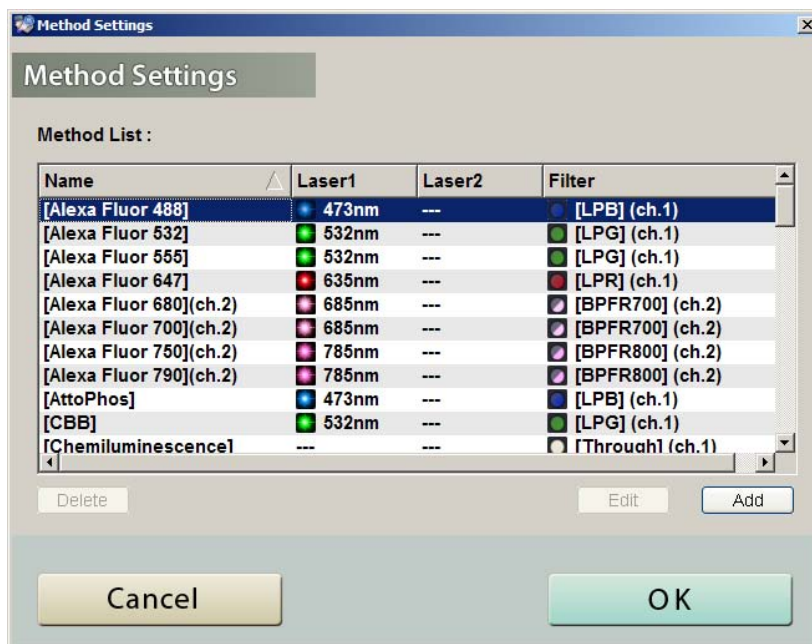 Method Settings
Method Settings
Method List :
Name Laser1 Laser2 Filter
[Alexa Fluor 488] 473nm --- [LPB] (ch.1)
[Alexa Fluor 532] 532nm --- [LPG] (ch.1)
[Alexa Fluor 555] 532nm --- [LPG] (ch.1)
[Alexa Fluor 647] 635nm --- [LPR] (ch.1)
[Alexa Fluor 680](ch.2) 685nm --- [BPFR700] (ch.2)
[Alexa Fluor 700](ch.2) 685nm --- [BPFR700] (ch.2)
[Alexa Fluor 750](ch.2) 785nm --- [BPFR800] (ch.2)
[Alexa Fluor 790](ch.2) 785nm --- [BPFR800] (ch.2)
[AttoPhos] 473nm --- [LPB] (ch.1)
[CBB] 532nm --- [LPG] (ch.1)
[Chemiluminescence] --- --- [Through] (ch.1)
Delete Edit Add
Cancel OK